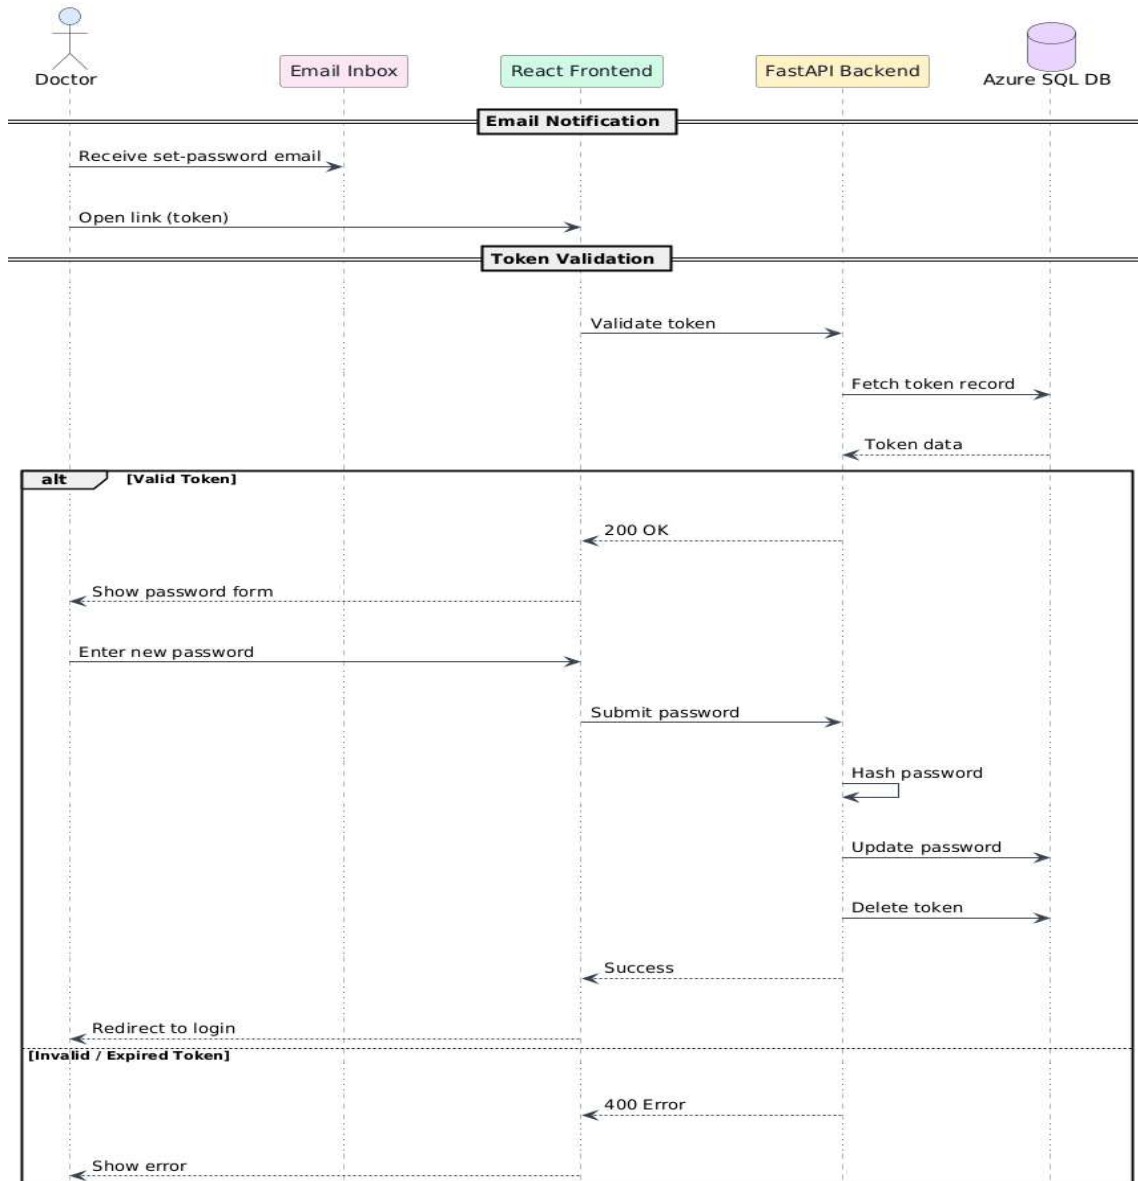 Doctor
Email Inbox
React Frontend
FastAPI Backend
Azure SQL DB
Email Notification
Receive set-password email
Open link (token)
Token Validation
Validate token
Fetch token record
Token data
alt [Valid Token]
200 OK
Show password form
Enter new password
Submit password
Hash password
Update password
Delete token
Success
Redirect to login
[Invalid / Expired Token]
400 Error
Show error